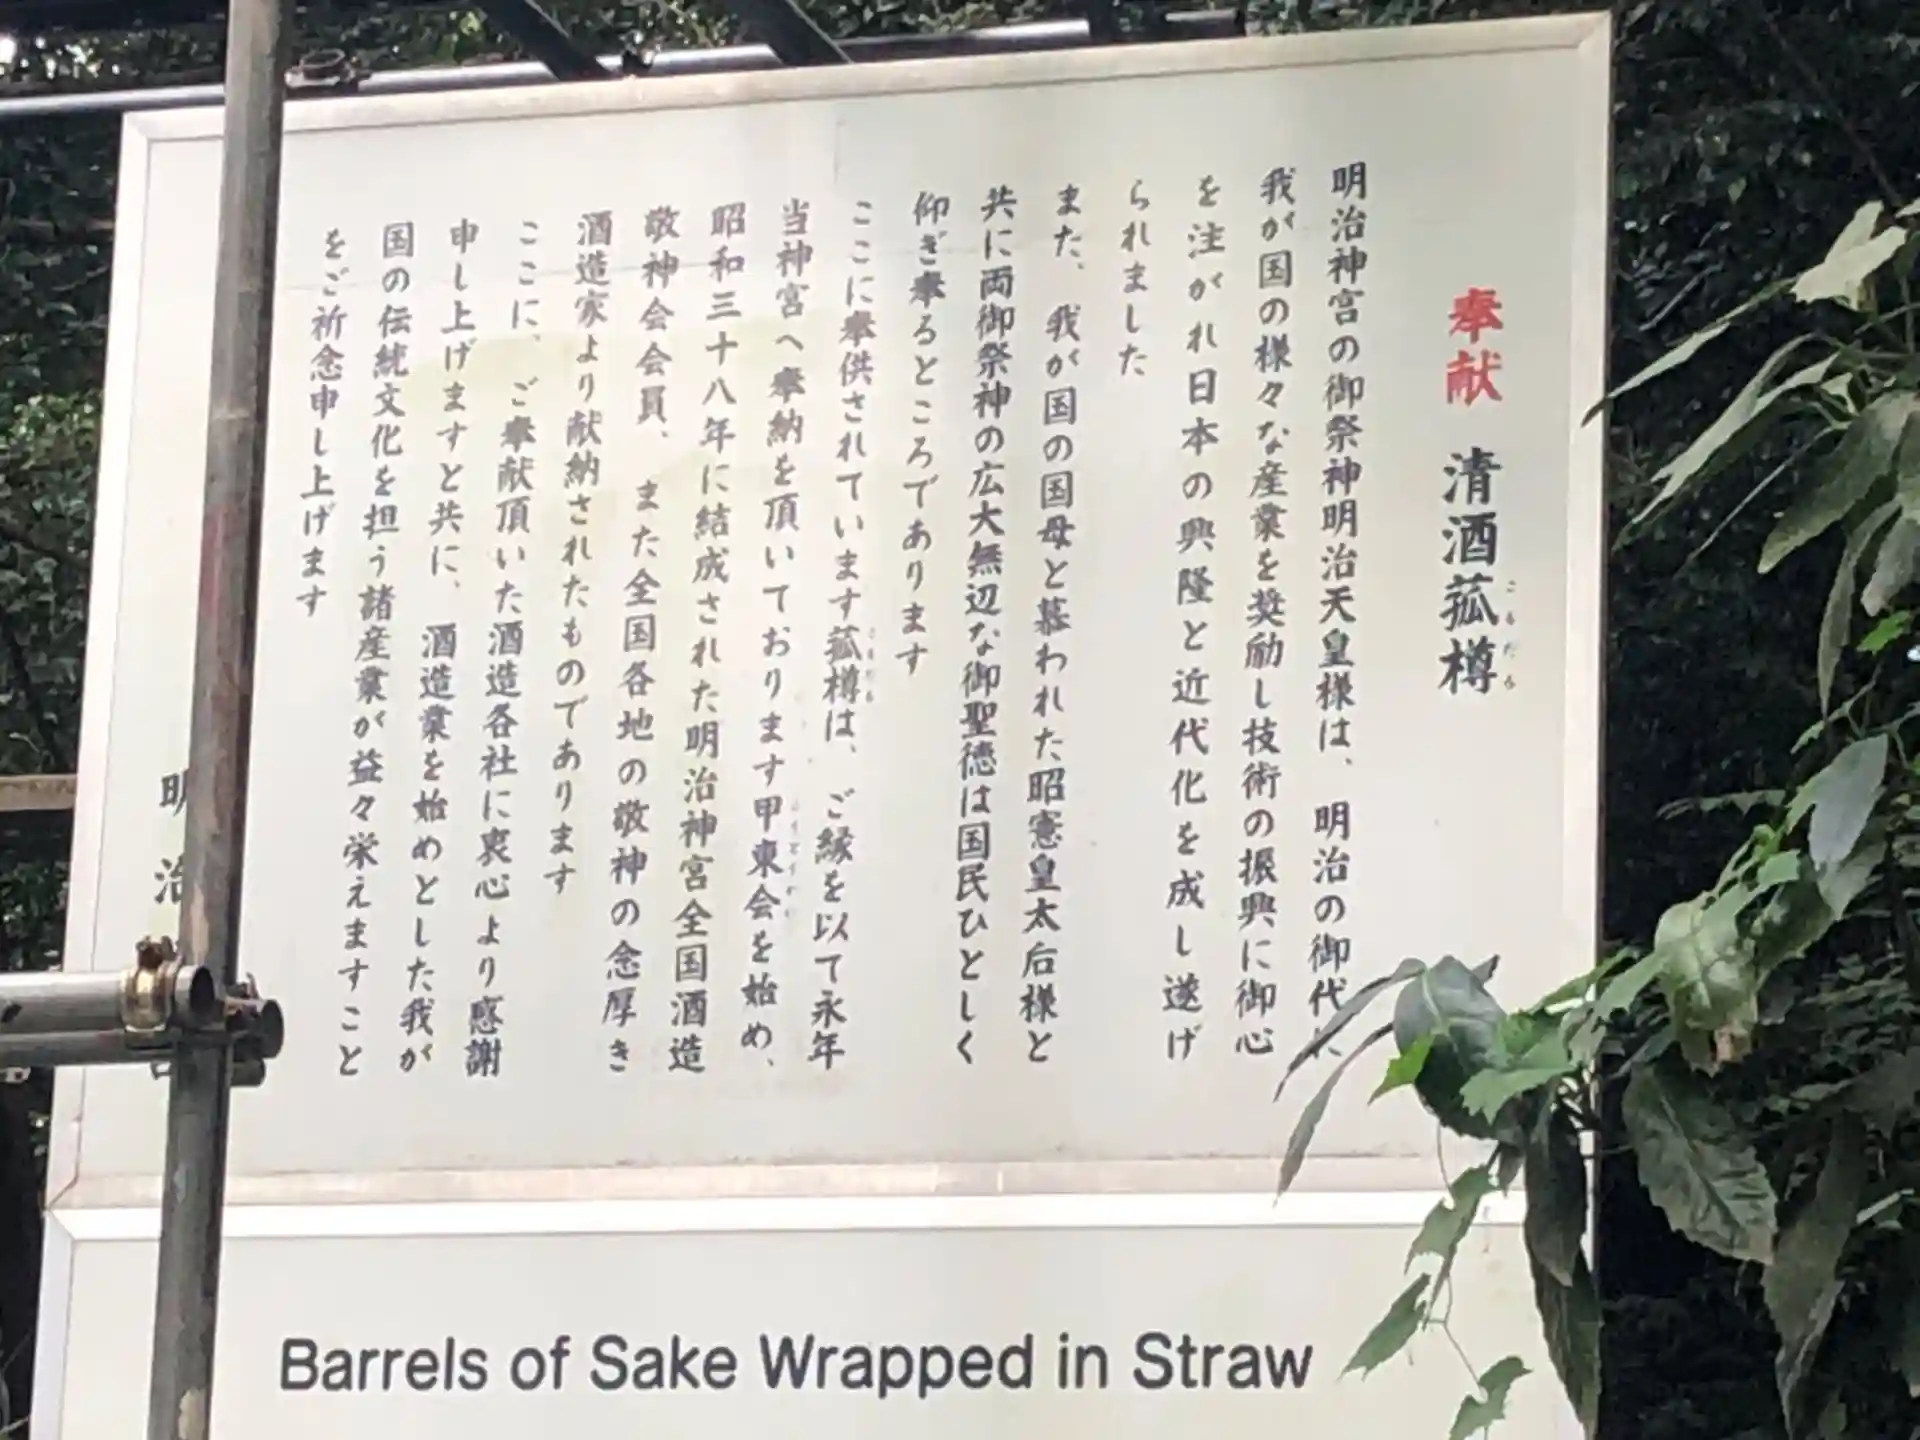 奉献 清酒菰樽
こもだる
明治神宮の御祭神明治天皇様は、明治の御代に
我が国の様々な産業を奨励し技術の振興に御心
を注がれ日本の興隆と近代化を成し遂げ
られました
また、我が国の国母と慕われた昭憲皇太后様と
共に両御祭神の広大無辺な御聖徳は国民ひとしく
仰ぎ奉るところであります
ここに奉供されています菰樽は、ご縁を以て永年
こもだる
当神宮へ奉納を頂いております甲東会を始め、
昭和三十八年に結成された明治神宮全国酒造
敬神会会員、また全国各地の敬神の念厚き
酒造家より献納されたものであります
ここに、ご奉献頂いた酒造各社に衷心より感謝
申し上げますと共に、酒造業を始めとした我が
国の伝統文化を担う諸産業が益々栄えますこと
をご祈念申し上げます
明治
Barrels of Sake Wrapped in Straw